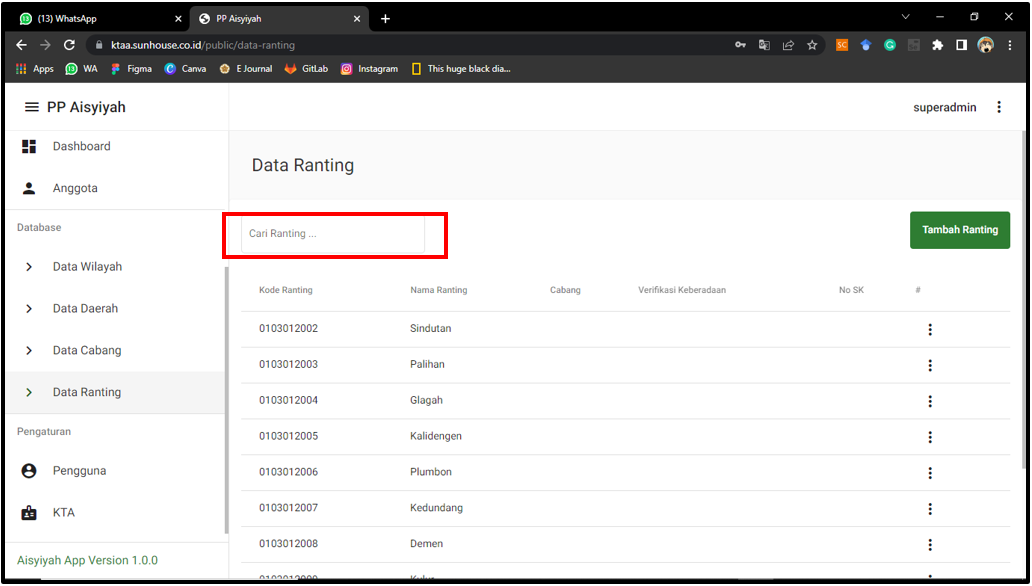 (13) WhatsApp
PP Aisyiyah
ktaa.sunhouse.co.id/public/data-ranting
Apps
WA
Figma
Canva
E Journal
GitLab
Instagram
This huge black dia...
PP Aisyiyah
superadmin
Dashboard
Anggota
Database
Data Wilayah
Data Daerah
Data Cabang
Data Ranting
Pengaturan
Pengguna
KTA
Aisyiyah App Version 1.0.0
Data Ranting
Cari Ranting ...
Tambah Ranting
Kode Ranting Nama Ranting Cabang Verifikasi Keberadaan No SK #
0103012002 Sindutan
0103012003 Palihan
0103012004 Glagah
0103012005 Kalidengen
0103012006 Plumbon
0103012007 Kedundang
0103012008 Demen